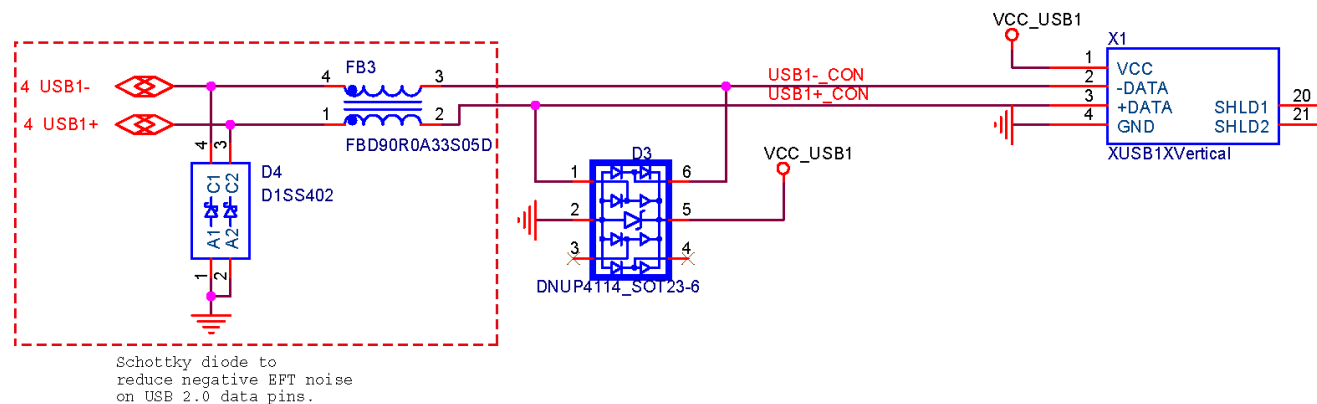 VCC_USB1
X1
4 USB1-
4
FB3
3
USB1-_CON
1
VCC
2
-DATA
USB1+_CON
3
+DATA
SHLD1
20
4 USB1+
1
2
4
GND
SHLD2
21
FBD90R0A33S05D
XUSB1XVertical
4
3
D3
VCC_USB1
D4
D1SS402
C1
C2
A1
A2
1
6
2
5
3
4
1
2
DNUP4114_SOT23-6
Schottky diode to
reduce negative EFT noise
on USB 2.0 data pins.